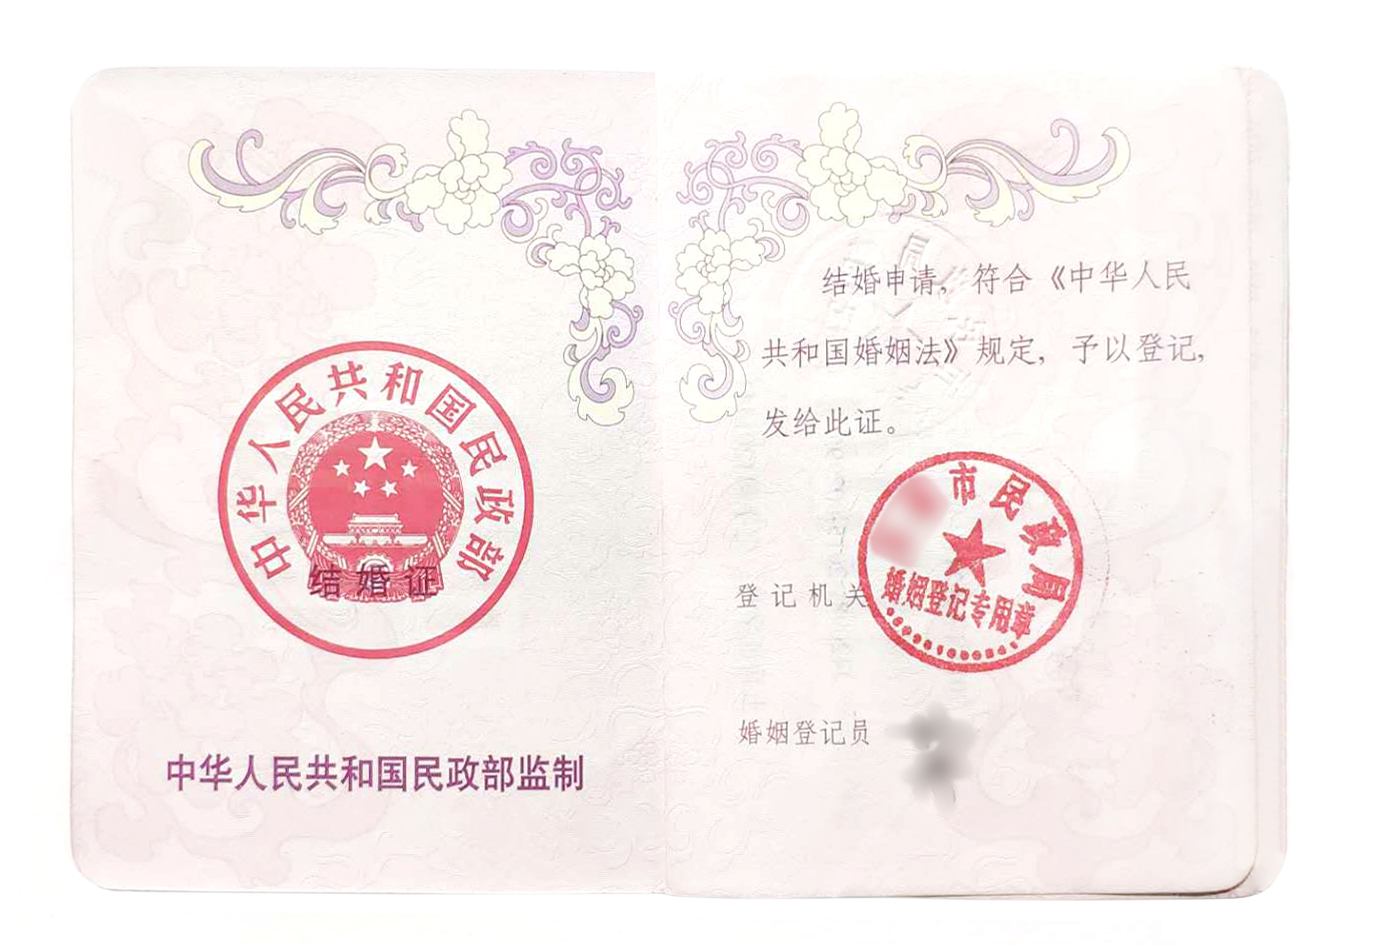 中华人民共和国民政部
结婚证
中华人民共和国民政部监制
结婚申请，符合《中华人民
共和国婚姻法》规定，予以登记，
发给此证。
市民政局
婚姻登记专用章
登记机关
婚姻登记员